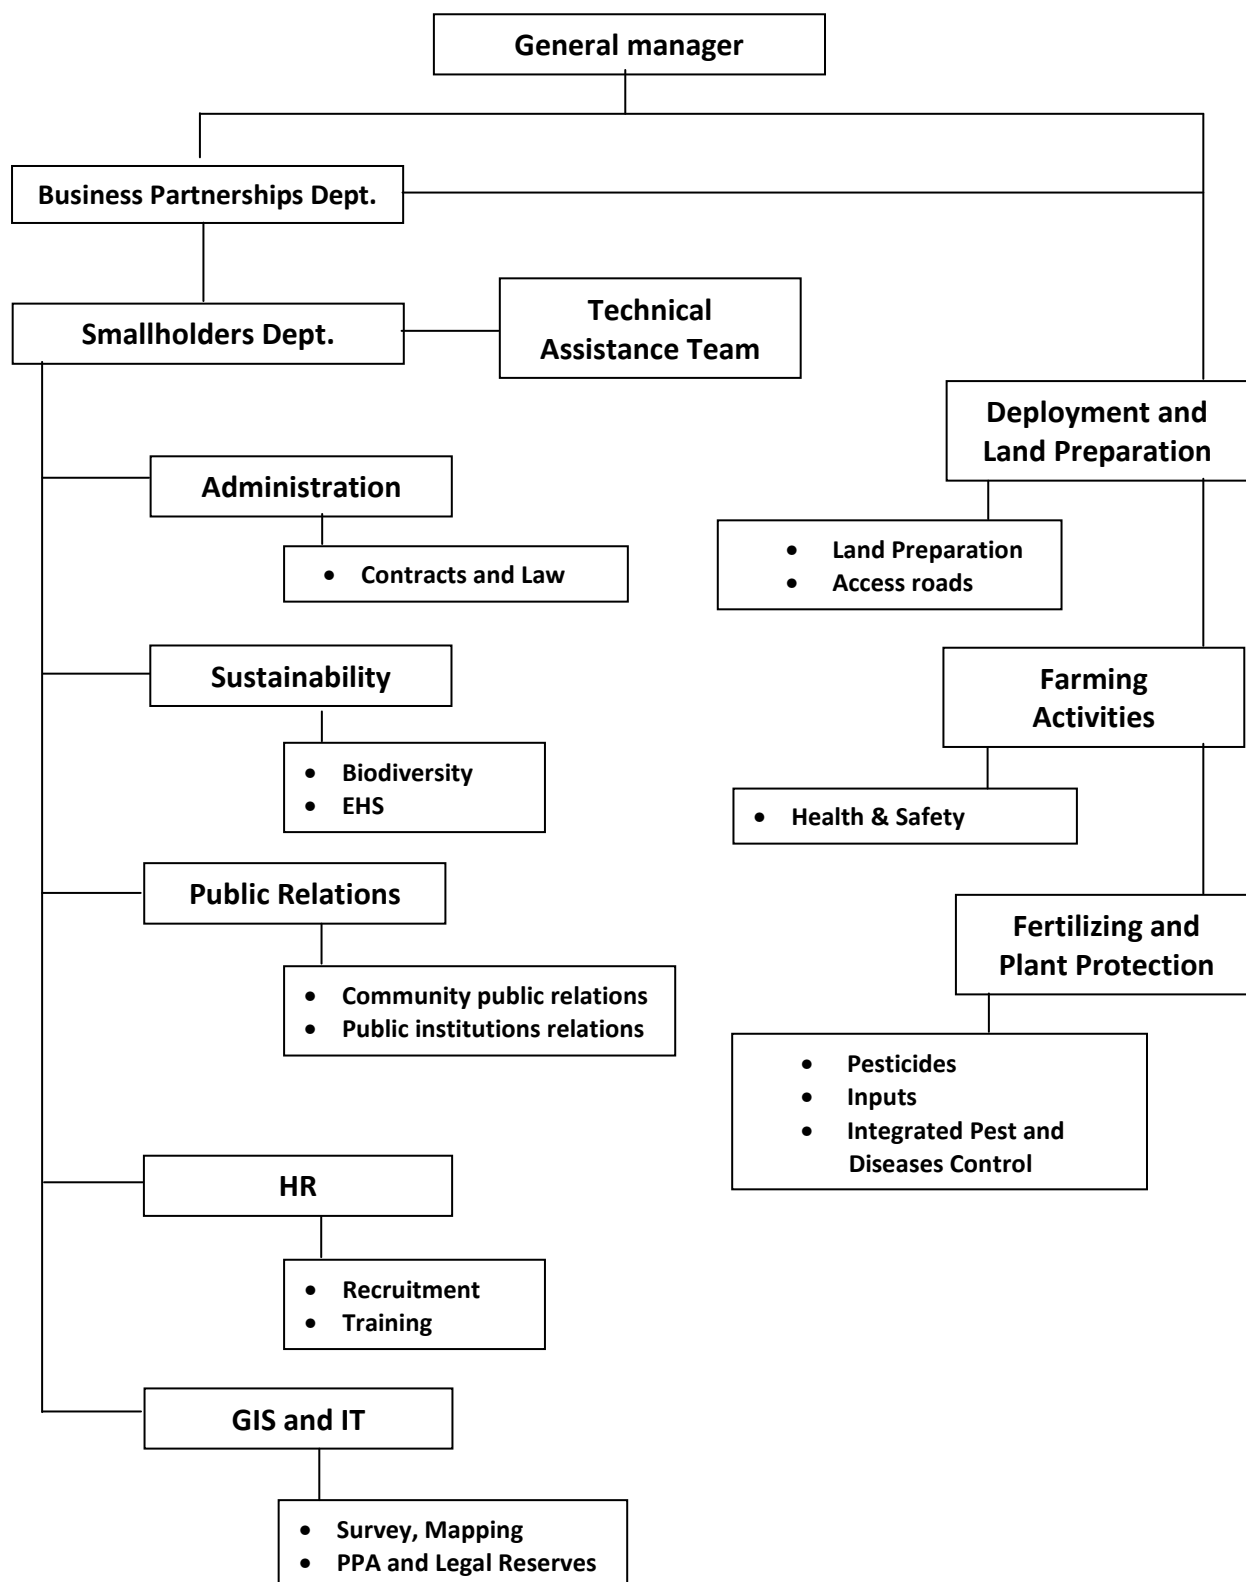 General manager
Business Partnerships Dept.
Smallholders Dept.
Technical
Assistance Team
Deployment and
Land Preparation
Administration
• Land Preparation
• Access roads
• Contracts and Law
Sustainability
Farming
Activities
• Biodiversity
• EHS
• Health & Safety
Public Relations
Fertilizing and
Plant Protection
• Community public relations
• Public institutions relations
• Pesticides
• Inputs
• Integrated Pest and
Diseases Control
HR
• Recruitment
• Training
GIS and IT
• Survey, Mapping
• PPA and Legal Reserves